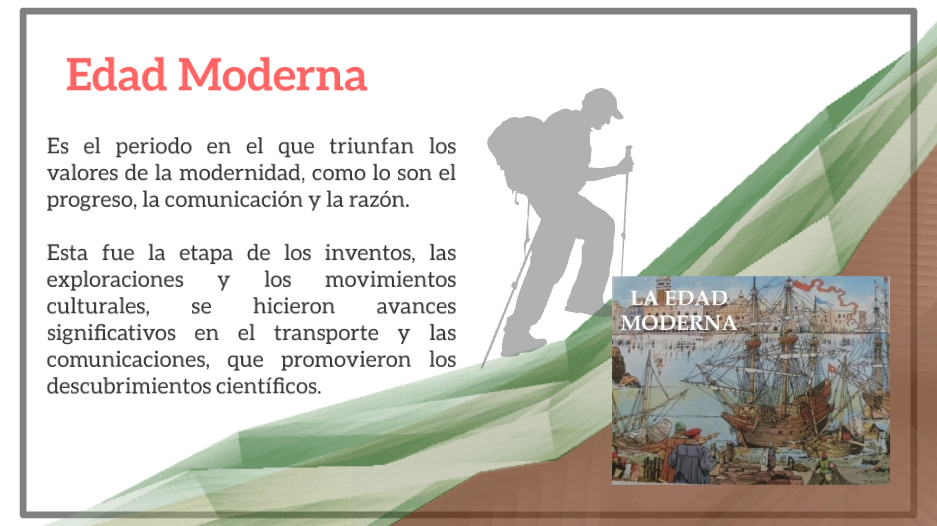 Edad Moderna
Es el periodo en el que triunfan los
valores de la modernidad, como lo son el
progreso, la comunicación y la razón.
Esta fue la etapa de los inventos, las
exploraciones y los movimientos
culturales, se hicieron avances
significativos en el transporte y las
comunicaciones, que promovieron los
descubrimientos científicos.
LA EDAD
MODERNA